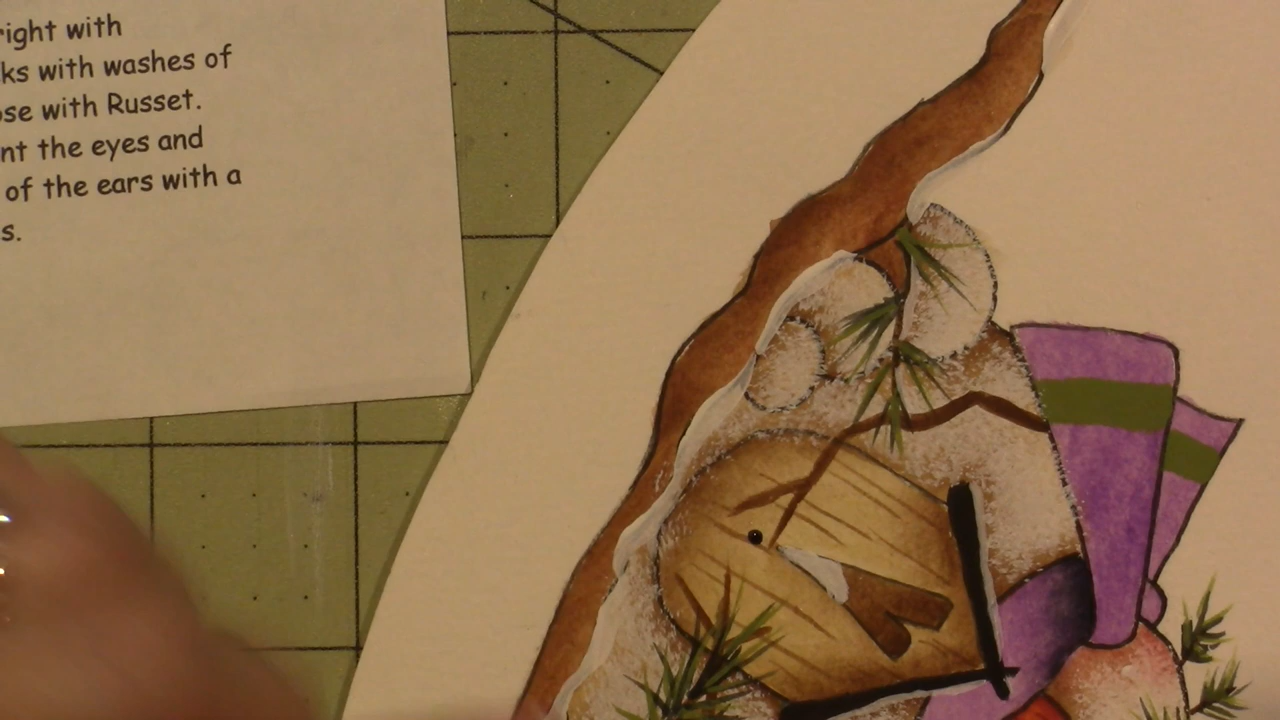 right with
ks with washes of
ose with Russet.
nt the eyes and
of the ears with a
s.